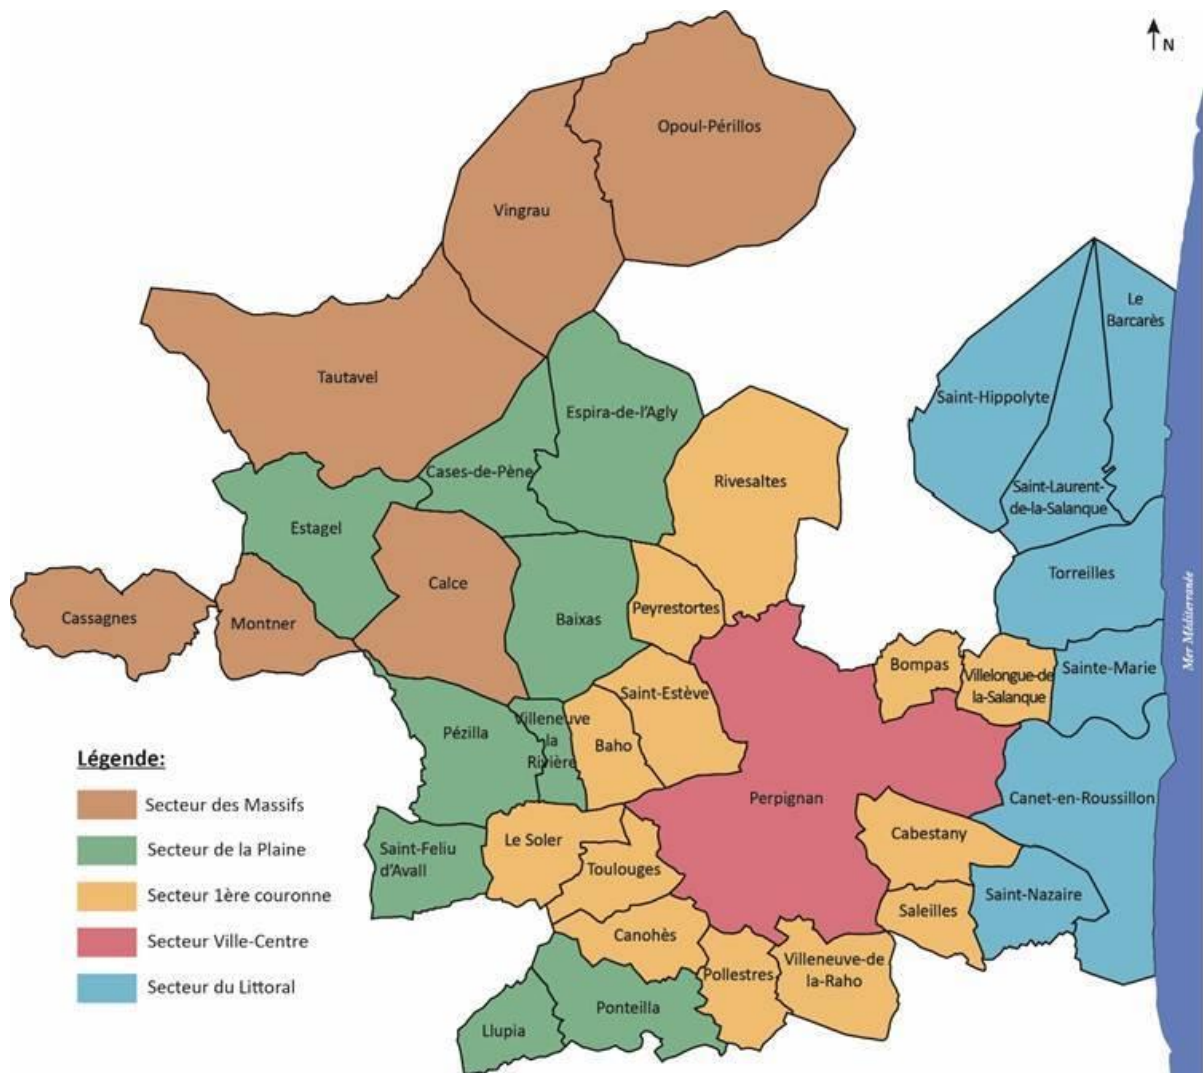 N
Opoul-Périllos
Vingrau
Le
Barcarès
Tautavel
Saint-Hippolyte
Espira-de-l'Agly
Cases-de-Pène
Rivesaltes
Saint-Laurent-
de-la-Salanque
Estagel
Calce
Torreilles
Cassagnes
Montner
Baixas
Peyrestortes
Mer Méditerranée
Bompas
Villelongue-de-
la-Salanque
Sainte-Marie
Saint-Estève
Pézilla
Villeneuve
la
Rivière
Baho
Perpignan
Canet-en-Roussillon
Légende:
Secteur des Massifs
Secteur de la Plaine
Secteur 1ère couronne
Secteur Ville-Centre
Secteur du Littoral
Saint-Feliu
d'Avall
Le Soler
Toulouges
Cabestany
Saint-Nazaire
Saleilles
Canohès
Pollestres
Villeneuve-de-
la-Raho
Ponteilla
Llupia